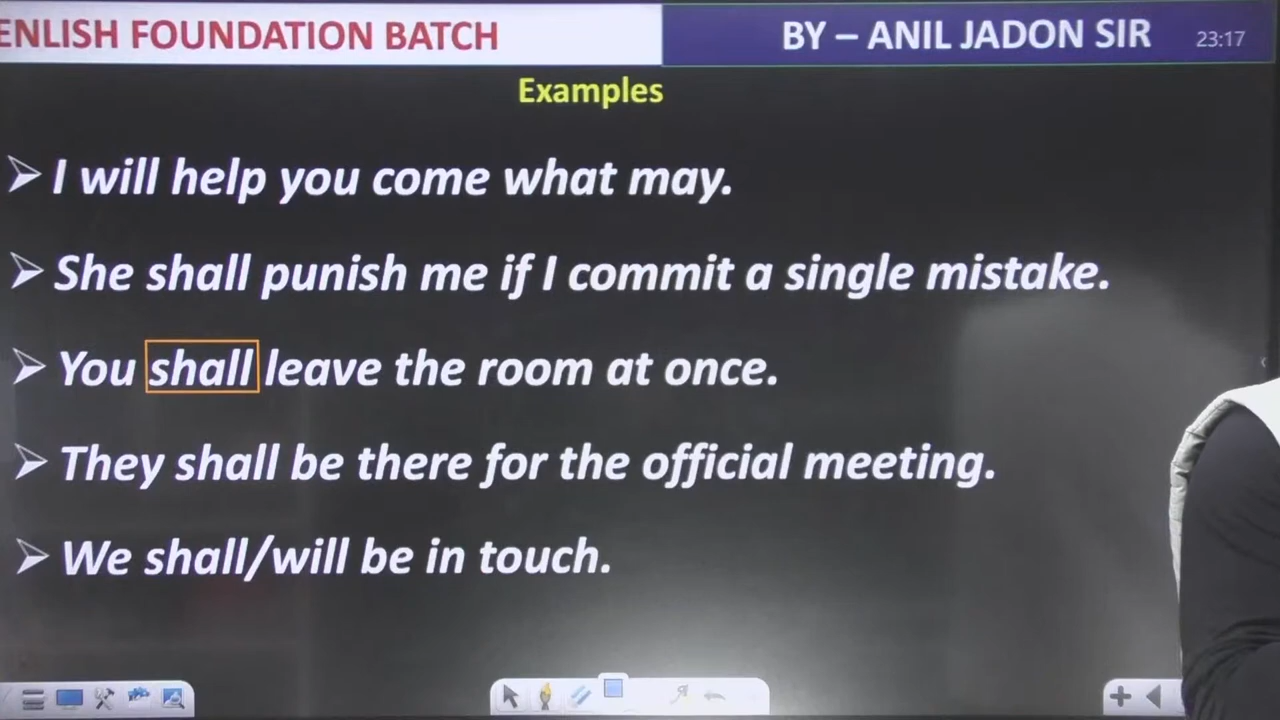 ENLISH FOUNDATION BATCH
BY – ANIL JADON SIR
23:17
Examples
I will help you come what may.
She shall punish me if I commit a single mistake.
You shall leave the room at once.
They shall be there for the official meeting.
We shall/will be in touch.